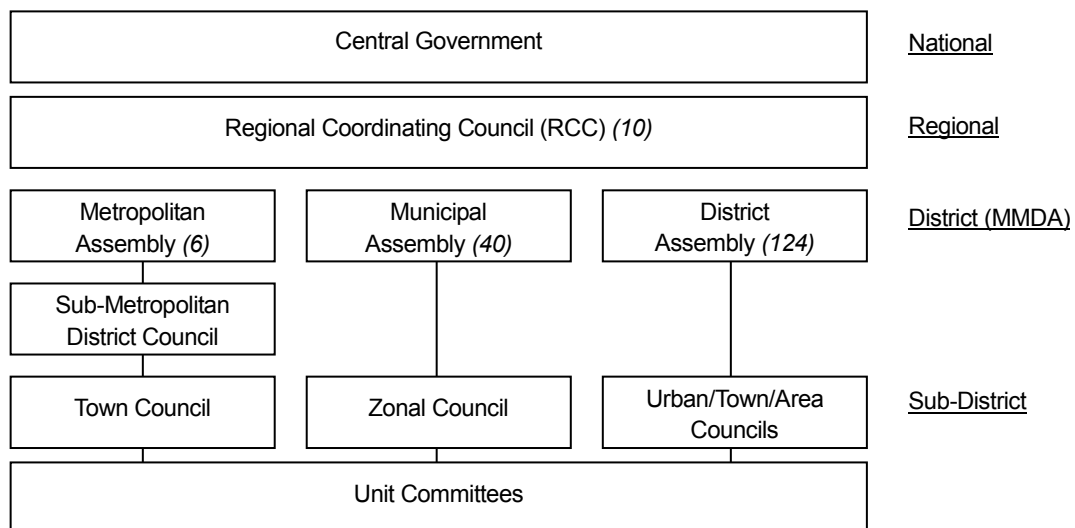 Central Government
National
Regional Coordinating Council (RCC) (10)
Regional
Metropolitan
Assembly (6)
Municipal
Assembly (40)
District
Assembly (124)
District (MMDA)
Sub-Metropolitan
District Council
Town Council
Zonal Council
Urban/Town/Area
Councils
Sub-District
Unit Committees